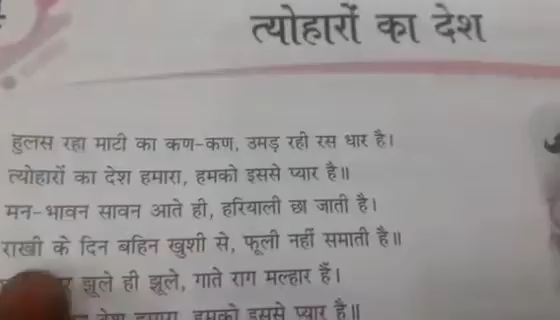 त्योहारों का देश
हुलस रहा माटी का कण-कण, उमड़ रही रस धार है।
त्योहारों का देश हमारा, हमको इससे प्यार है॥
मन-भावन सावन आते ही, हरियाली छा जाती है।
राखी के दिन बहिन खुशी से, फूली नहीं समाती है॥
झूले ही झूले, गाते राग मल्हार हैं।
देश हमारा, हमको इससे प्यार है॥